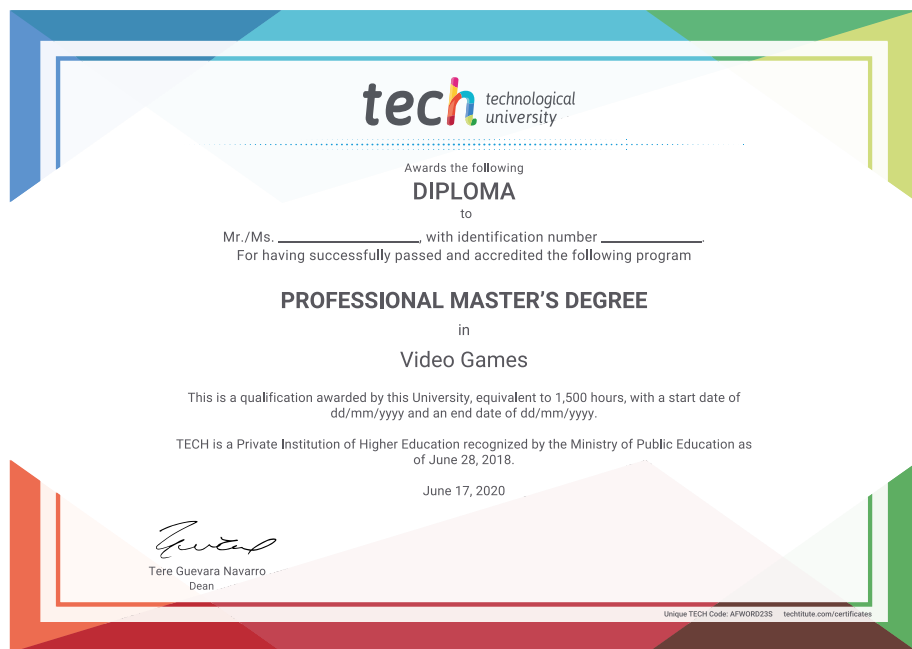 tech technological
university
Awards the following
DIPLOMA
to
Mr./Ms. ____________, with identification number ____________.
For having successfully passed and accredited the following program
PROFESSIONAL MASTER'S DEGREE
in
Video Games
This is a qualification awarded by this University, equivalent to 1,500 hours, with a start date of
dd/mm/yyyy and an end date of dd/mm/yyyy.
TECH is a Private Institution of Higher Education recognized by the Ministry of Public Education as
of June 28, 2018.
June 17, 2020
Tere Guevara Navarro
Dean
Unique TECH Code: AFWORD23S techtitute.com/certificates